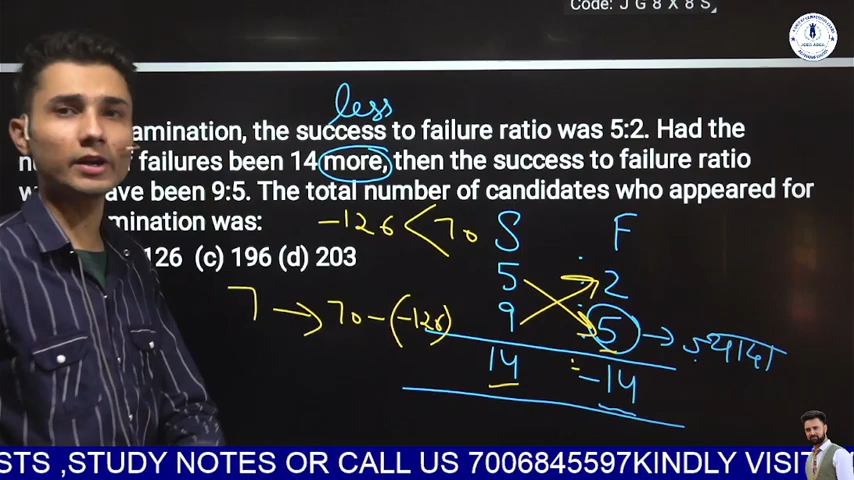 Code: J G 8 X 8 S
less
amination, the success to failure ratio was 5:2. Had the
f failures been 14 more, then the success to failure ratio
ave been 9:5. The total number of candidates who appeared for
mination was:
126 (c) 196 (d) 203
-126 < 70
S F
5 2
9 5
7 → 70-(-126)
14 -14
STS ,STUDY NOTES OR CALL US 7006845597KINDLY VISIT